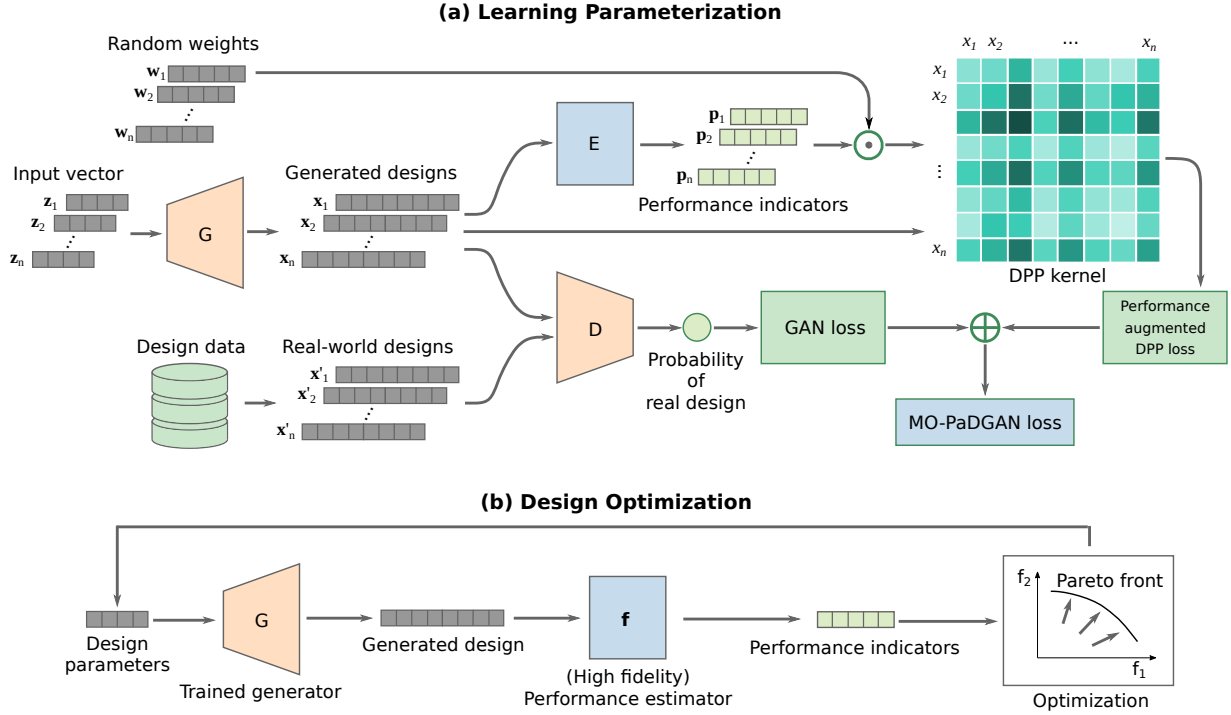 (a) Learning Parameterization
Random weights
w1
w2
⋰
wn
Input vector
z1
z2
⋰
zn
G
Generated designs
x1
x2
⋰
xn
E
p1
p2
⋰
pn
Performance indicators
x1 x2 ... xn
x1
x2
⋮
xn
DPP kernel
Design data
Real-world designs
x'1
x'2
⋰
x'n
D
Probability
of
real design
GAN loss
Performance
augmented
DPP loss
MO-PaDGAN loss
(b) Design Optimization
Design
parameters
G
Trained generator
Generated design
f
(High fidelity)
Performance estimator
Performance indicators
f2
Pareto front
f1
Optimization